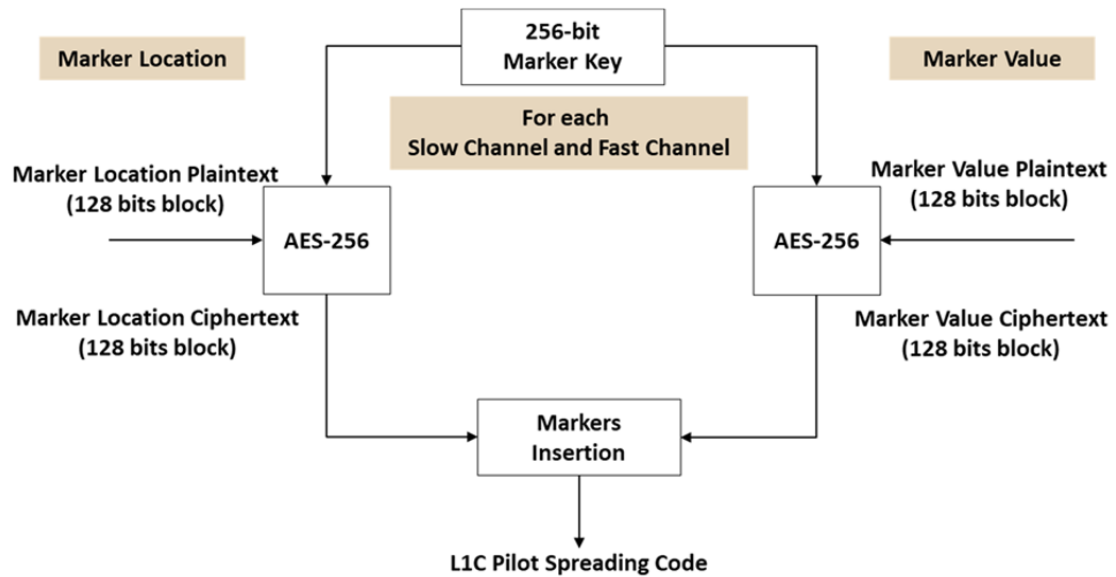 256-bit
Marker Key
Marker Location
Marker Value
For each
Slow Channel and Fast Channel
Marker Location Plaintext
(128 bits block)
Marker Value Plaintext
(128 bits block)
AES-256
AES-256
Marker Location Ciphertext
(128 bits block)
Marker Value Ciphertext
(128 bits block)
Markers
Insertion
L1C Pilot Spreading Code